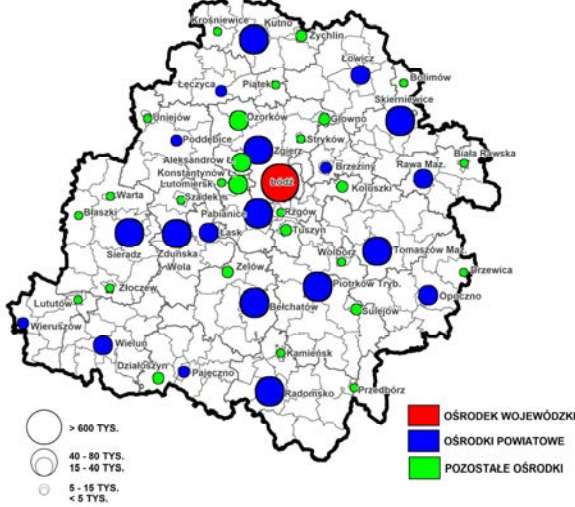 Krośniewice
Kutno
Żychlin
Łowicz
Bolimów
Łęczyca
Piątek
Skierniewice
Uniejów
Ozorków
Głowno
Stryków
Poddębice
Zgierz
Biała Rawska
Aleksandrów Ł.
Brzeziny
Rawa Maz.
Konstantynów Ł.
Łódź
Lutomiersk
Koluszki
Warta
Szadek
Błaszki
Pabianice
Rzgów
Łask
Tuszyn
Sieradz
Zduńska
Wola
Wolbórz
Tomaszów Maz.
Zelów
Drzewica
Złoczew
Piotrków Tryb.
Lututów
Bełchatów
Opoczno
Sulejów
Wieruszów
Wieluń
Kamieńsk
Działoszyn
Pajęczno
Radomsko
Przedbórz
> 600 TYS.
40 - 80 TYS.
15 - 40 TYS.
5 - 15 TYS.
< 5 TYS.
OŚRODEK WOJEWÓDZKI
OŚRODKI POWIATOWE
POZOSTAŁE OŚRODKI